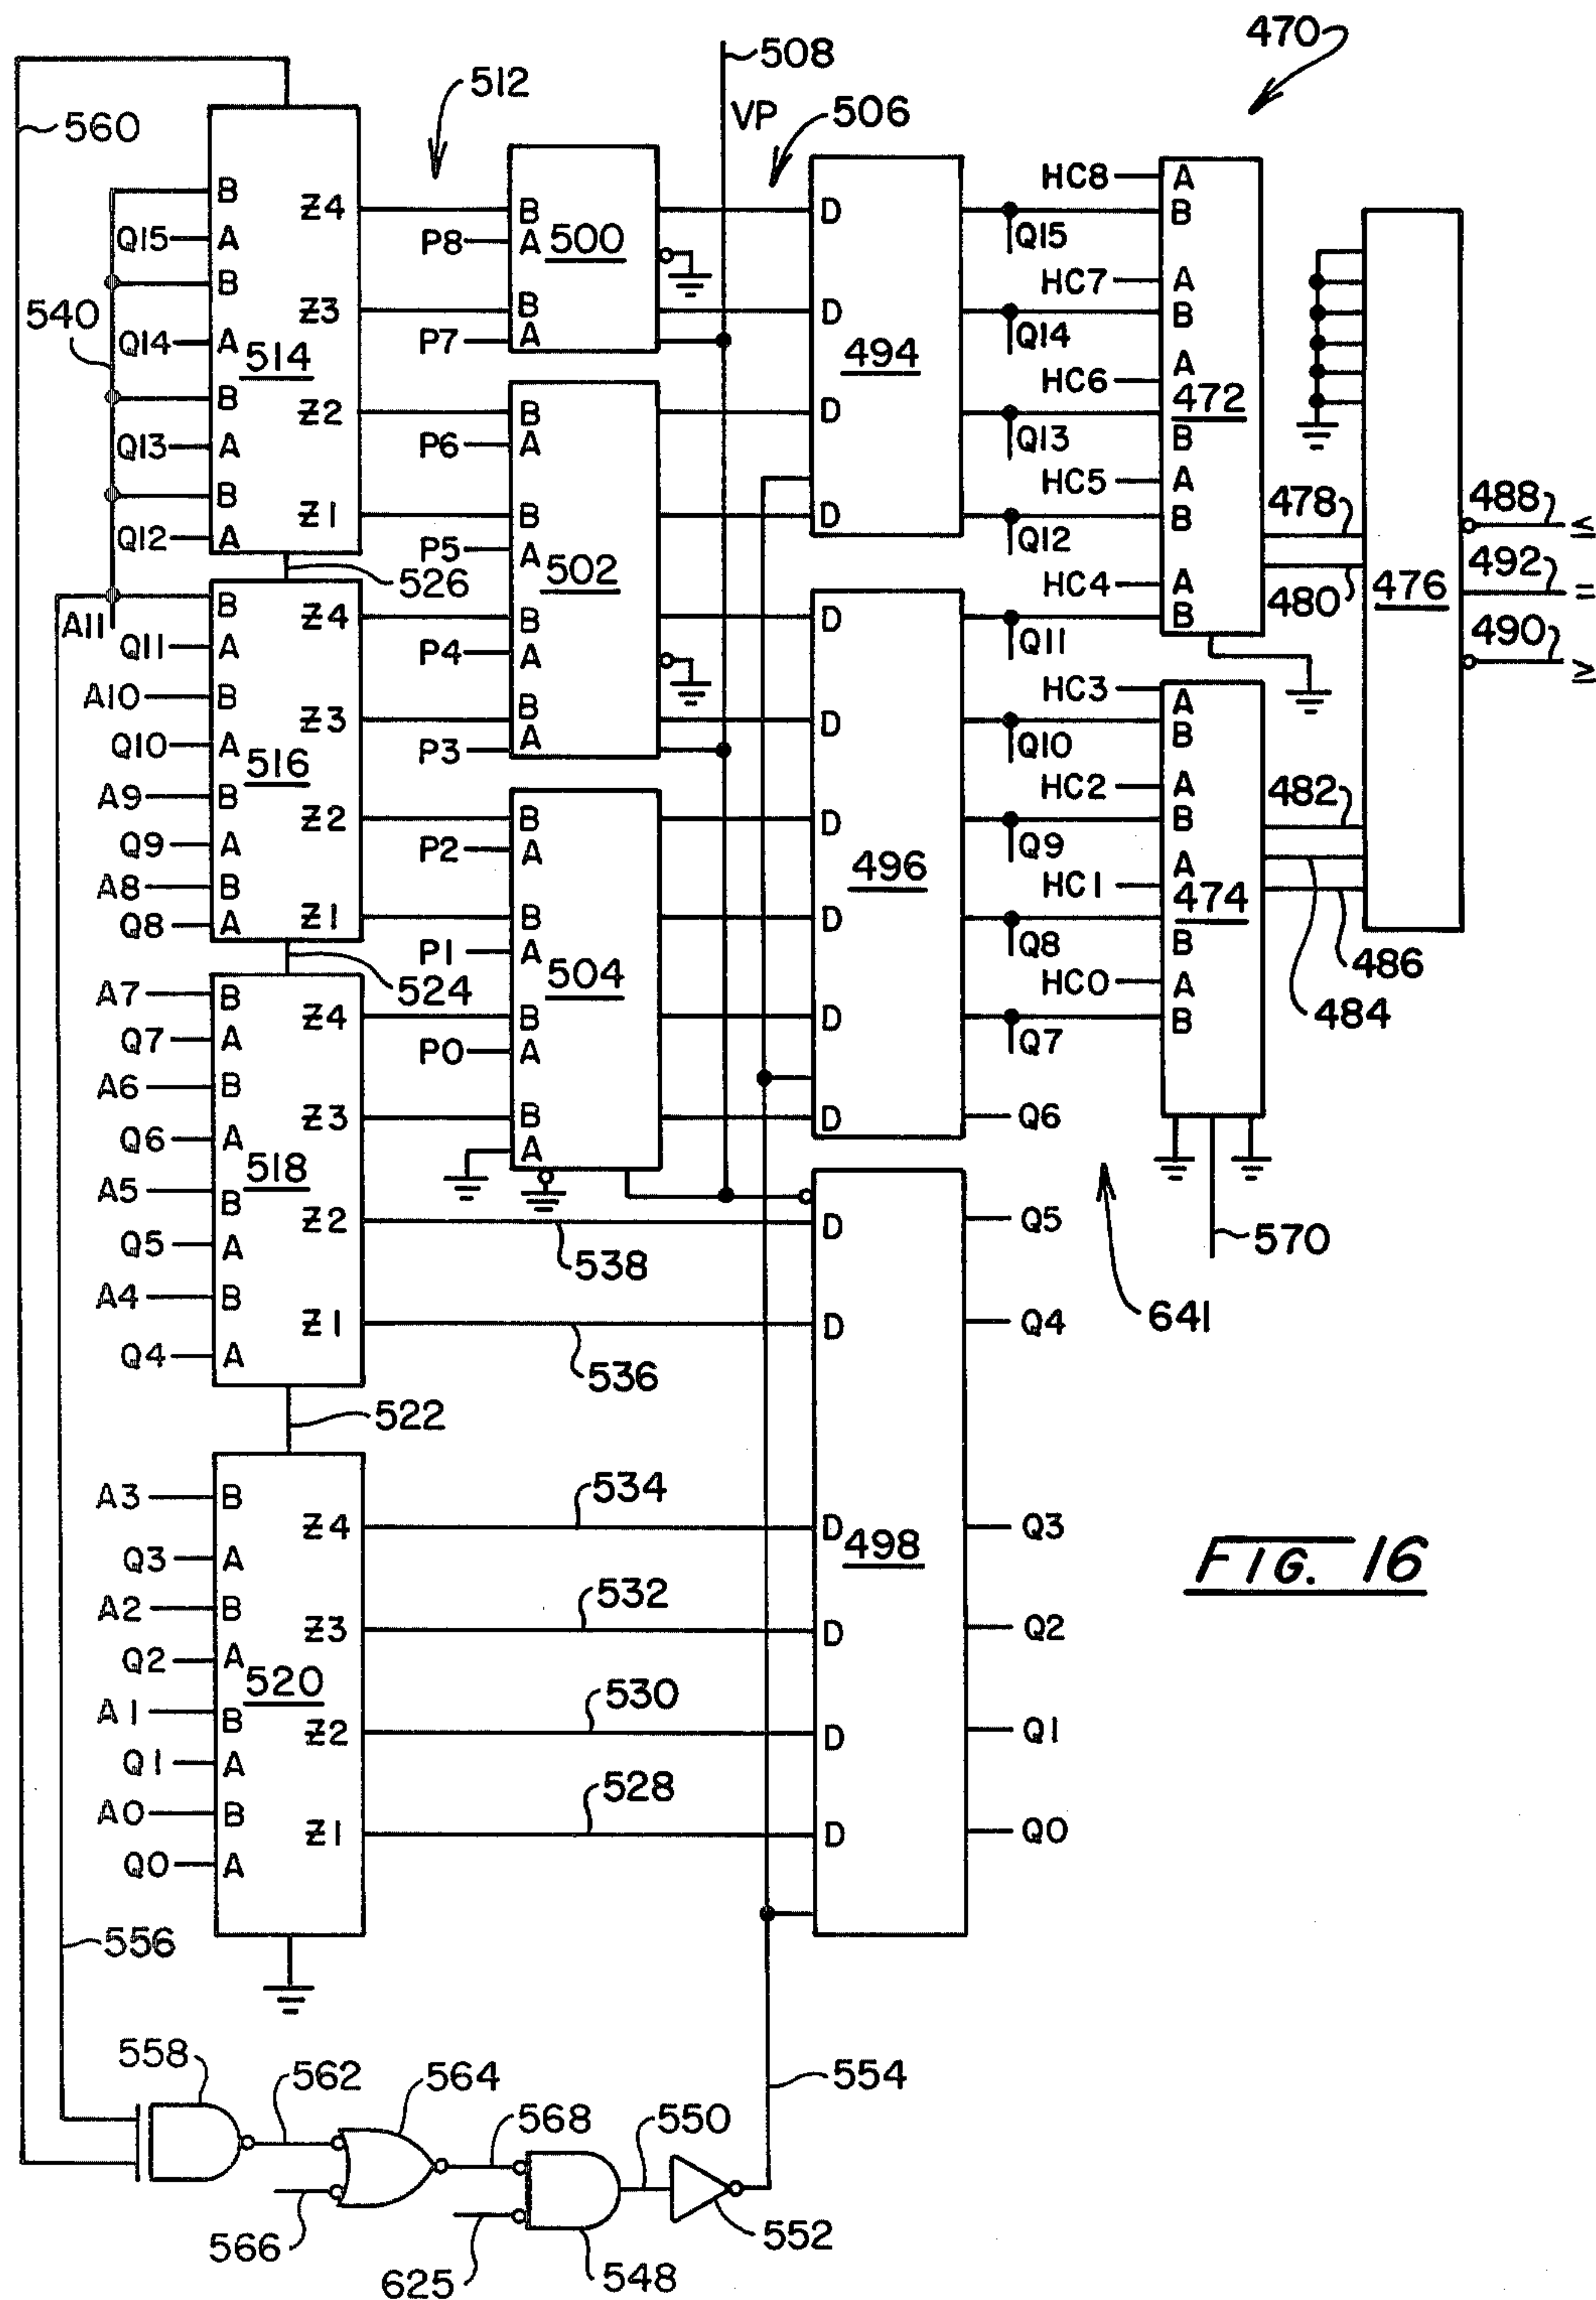 470
508
512
VP
506
560
B
Z4
B
P8
A
500
D
HC8
A
B
Q15
A
Q15
B
Z3
B
P7
A
D
HC7
A
B
Q14
540
Q14
A
514
494
HC6
A
472
B
Z2
B
P6
A
D
Q13
B
Q13
A
B
Z1
B
P5
A
D
HC5
A
B
Q12
478
488
≤
Q12
A
526
502
HC4
A
B
480
476
492
=
A11
B
Z4
B
P4
A
D
Q11
490
≥
Q11
A
A10
B
Z3
B
P3
A
D
HC3
A
B
Q10
Q10
A
516
HC2
A
B
482
A9
B
Z2
B
P2
A
D
Q9
Q9
A
496
HC1
A
474
A8
B
Z1
B
P1
A
D
Q8
B
486
Q8
A
524
504
HC0
A
B
484
A7
B
Z4
B
P0
A
D
Q7
Q7
A
A6
B
Z3
B
A
D
Q6
Q6
A
518
A5
B
Z2
D
Q5
570
Q5
A
538
A4
B
Z1
D
Q4
641
Q4
A
536
522
A3
B
Z4
534
D
498
Q3
Q3
A
FIG. 16
A2
B
Z3
532
D
Q2
Q2
A
520
A1
B
Z2
530
D
Q1
Q1
A
A0
B
Z1
528
D
Q0
Q0
A
556
558
562
564
568
550
554
566
625
548
552